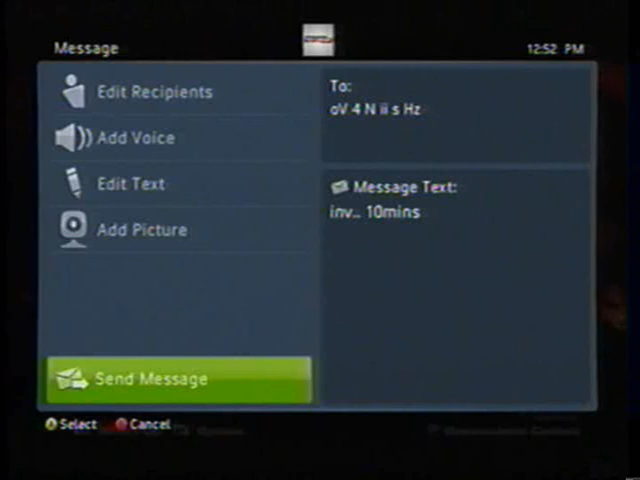 Message
12:52 PM
Edit Recipients
Add Voice
Edit Text
Add Picture
Send Message
To:
oV 4 N ii s Hz
Message Text:
inv.. 10mins
Select
Cancel